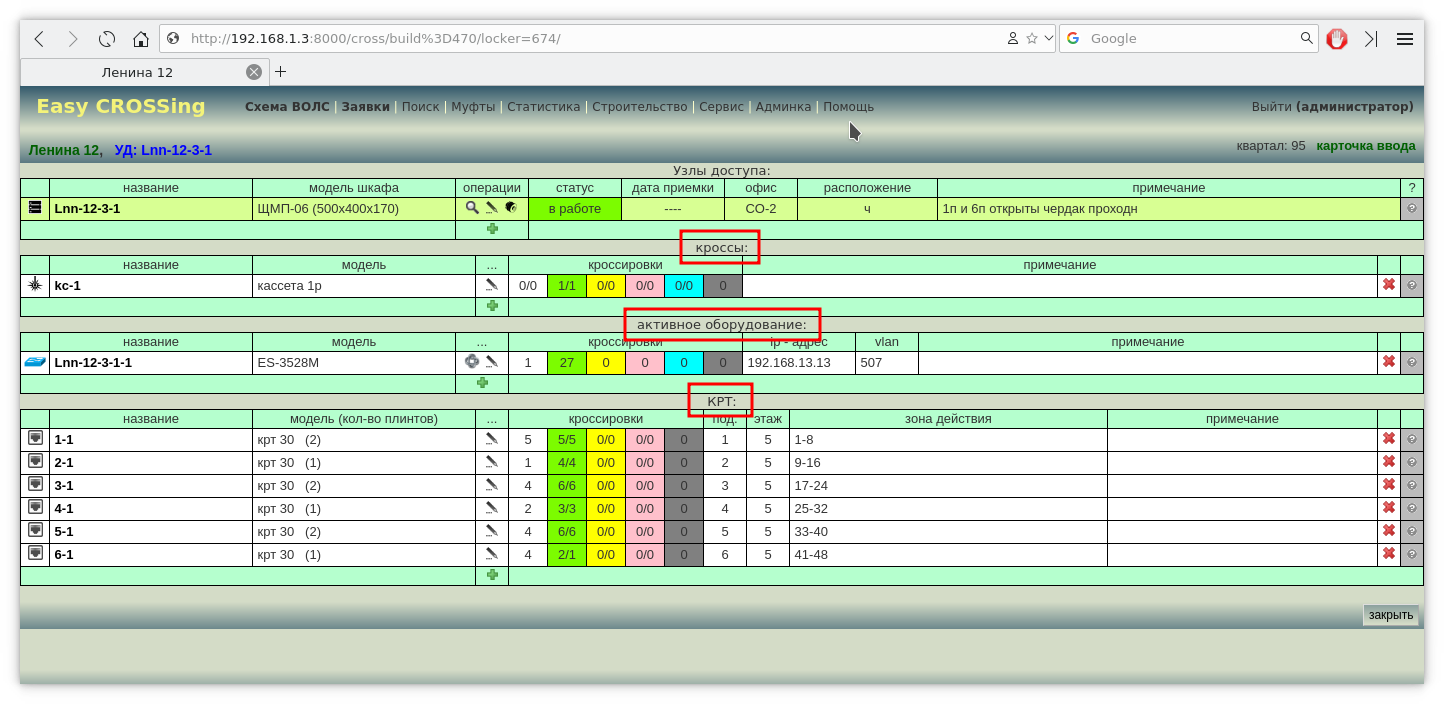 http://192.168.1.3:8000/cross/build%3D470/locker=674/ Google
Ленина 12
Easy CROSSing Схема ВОЛС | Заявки | Поиск | Муфты | Статистика | Строительство | Сервис | Админка | Помощь Выйти (администратор)
Ленина 12, УД: Lnn-12-3-1 квартал: 95 карточка ввода
Узлы доступа:
название модель шкафа операции статус дата приемки офис расположение примечание ?
Lnn-12-3-1 ЩМП-06 (500x400x170) в работе ---- СО-2 ч 1п и 6п открыты чердак проходн
кроссы:
название модель ... кроссировки примечание
kc-1 кассета 1р 0/0 1/1 0/0 0/0 0/0 0
активное оборудование:
название модель ... кроссировки ip - адрес vlan примечание
Lnn-12-3-1-1 ES-3528M 1 27 0 0 0 0 192.168.13.13 507
КРТ:
название модель (кол-во плинтов) ... кроссировки под. этаж зона действия примечание
1-1 крт 30 (2) 5 5/5 0/0 0/0 0 1 5 1-8
2-1 крт 30 (1) 1 4/4 0/0 0/0 0 2 5 9-16
3-1 крт 30 (2) 4 6/6 0/0 0/0 0 3 5 17-24
4-1 крт 30 (1) 2 3/3 0/0 0/0 0 4 5 25-32
5-1 крт 30 (2) 4 6/6 0/0 0/0 0 5 5 33-40
6-1 крт 30 (1) 4 2/1 0/0 0/0 0 6 5 41-48
закрыть